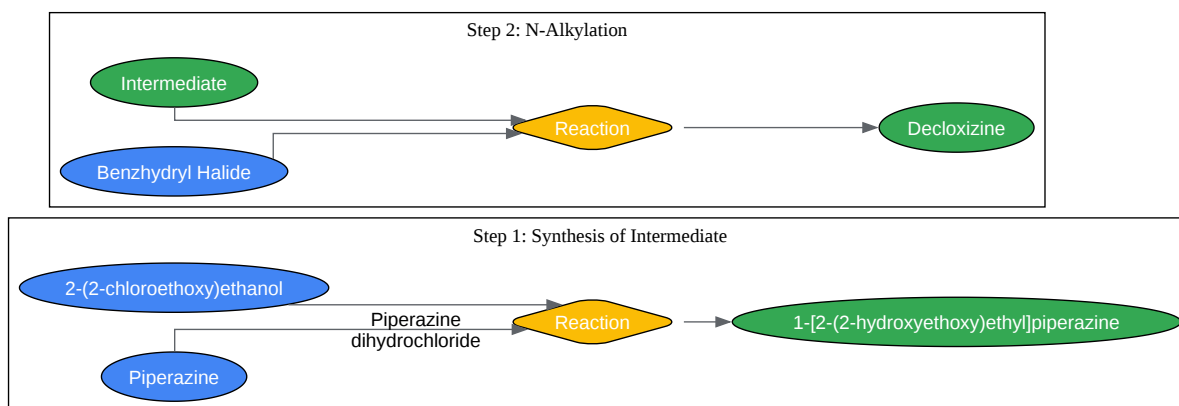 Step 2: N-Alkylation
Intermediate
Benzhydryl Halide
Reaction
Decloxizine
Step 1: Synthesis of Intermediate
2-(2-chloroethoxy)ethanol
Piperazine
dihydrochloride
Piperazine
Reaction
1-[2-(2-hydroxyethoxy)ethyl]piperazine